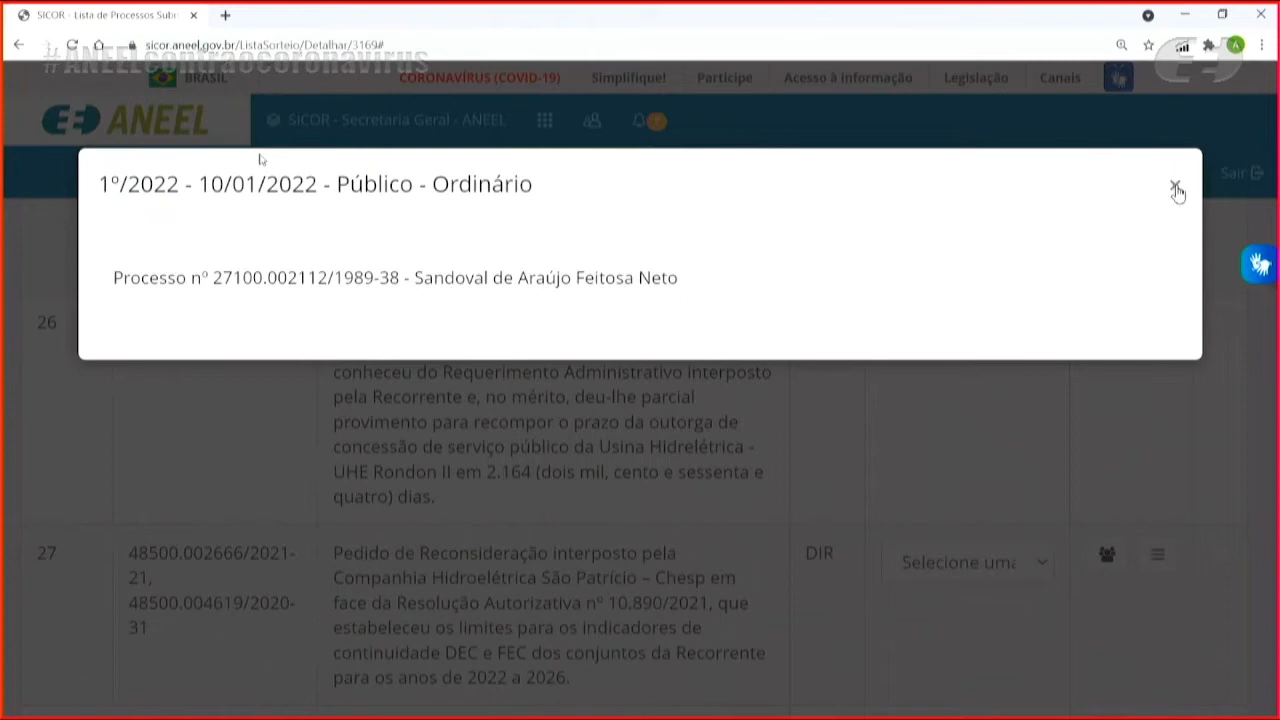 SICOR - Lista de Processos Sub
sicor.aneel.gov.br/ListaSorteio/Detalhar/3169#
A
#ANEELcontraocoronavirus
BRASIL
CORONAVÍRUS (COVID-19)
Simplifique!
Participe
Acesso à informação
Legislação
Canais
ANEEL
SICOR - Secretaria Geral - ANEEL
Sair
1º/2022 - 10/01/2022 - Público - Ordinário
×
Processo nº 27100.002112/1989-38 - Sandoval de Araújo Feitosa Neto
26
conheceu do Requerimento Administrativo interposto
pela Recorrente e, no mérito, deu-lhe parcial
provimento para recompor o prazo da outorga de
concessão de serviço público da Usina Hidrelétrica -
UHE Rondon II em 2.164 (dois mil, cento e sessenta e
quatro) dias.
27
48500.002666/2021-
21,
48500.004619/2020-
31
Pedido de Reconsideração interposto pela
Companhia Hidroelétrica São Patrício – Chesp em
face da Resolução Autorizativa nº 10.890/2021, que
estabeleceu os limites para os indicadores de
continuidade DEC e FEC dos conjuntos da Recorrente
para os anos de 2022 a 2026.
DIR
Selecione uma